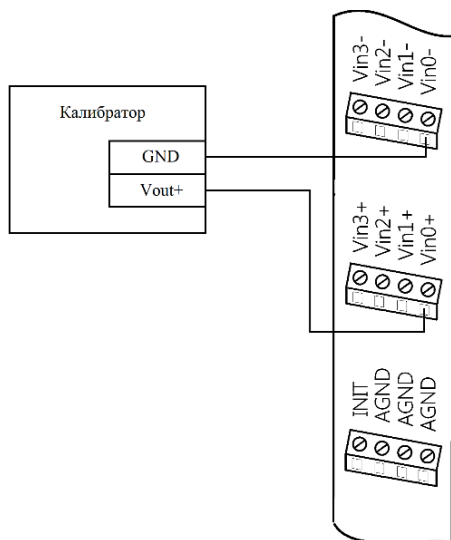 Калибратор
GND
Vout+
Vin3-
Vin2-
Vin1-
Vin0-
Vin3+
Vin2+
Vin1+
Vin0+
INIT
AGND
AGND
AGND